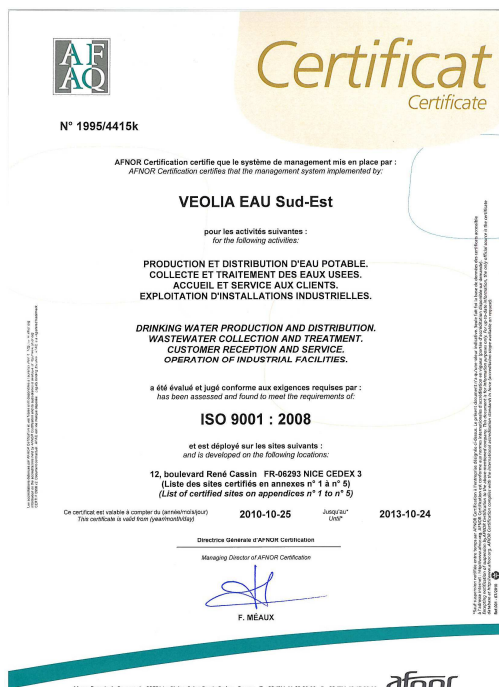 AF
AQ
Certificat
Certificate
N° 1995/4415k
AFNOR Certification certifie que le système de management mis en place par :
AFNOR Certification certifies that the management system implemented by:
VEOLIA EAU Sud-Est
pour les activités suivantes :
for the following activities:
PRODUCTION ET DISTRIBUTION D'EAU POTABLE.
COLLECTE ET TRAITEMENT DES EAUX USEES.
ACCUEIL ET SERVICE AUX CLIENTS.
EXPLOITATION D'INSTALLATIONS INDUSTRIELLES.
DRINKING WATER PRODUCTION AND DISTRIBUTION.
WASTEWATER COLLECTION AND TREATMENT.
CUSTOMER RECEPTION AND SERVICE.
OPERATION OF INDUSTRIAL FACILITIES.
a été évalué et jugé conforme aux exigences requises par :
has been assessed and found to meet the requirements of:
ISO 9001 : 2008
et est déployé sur les sites suivants :
and is developed on the following locations:
12, boulevard René Cassin FR-06293 NICE CEDEX 3
(Liste des sites certifiés en annexes n° 1 à n° 5)
(List of certified sites on appendices n° 1 to n° 5)
Ce certificat est valable à compter du (année/mois/jour) 2010-10-25 Jusqu'au* 2013-10-24
This certificate is valid from (year/month/day) Until*
Directrice Générale d'AFNOR Certification
Managing Director of AFNOR Certification
F. MÉAUX
afnor